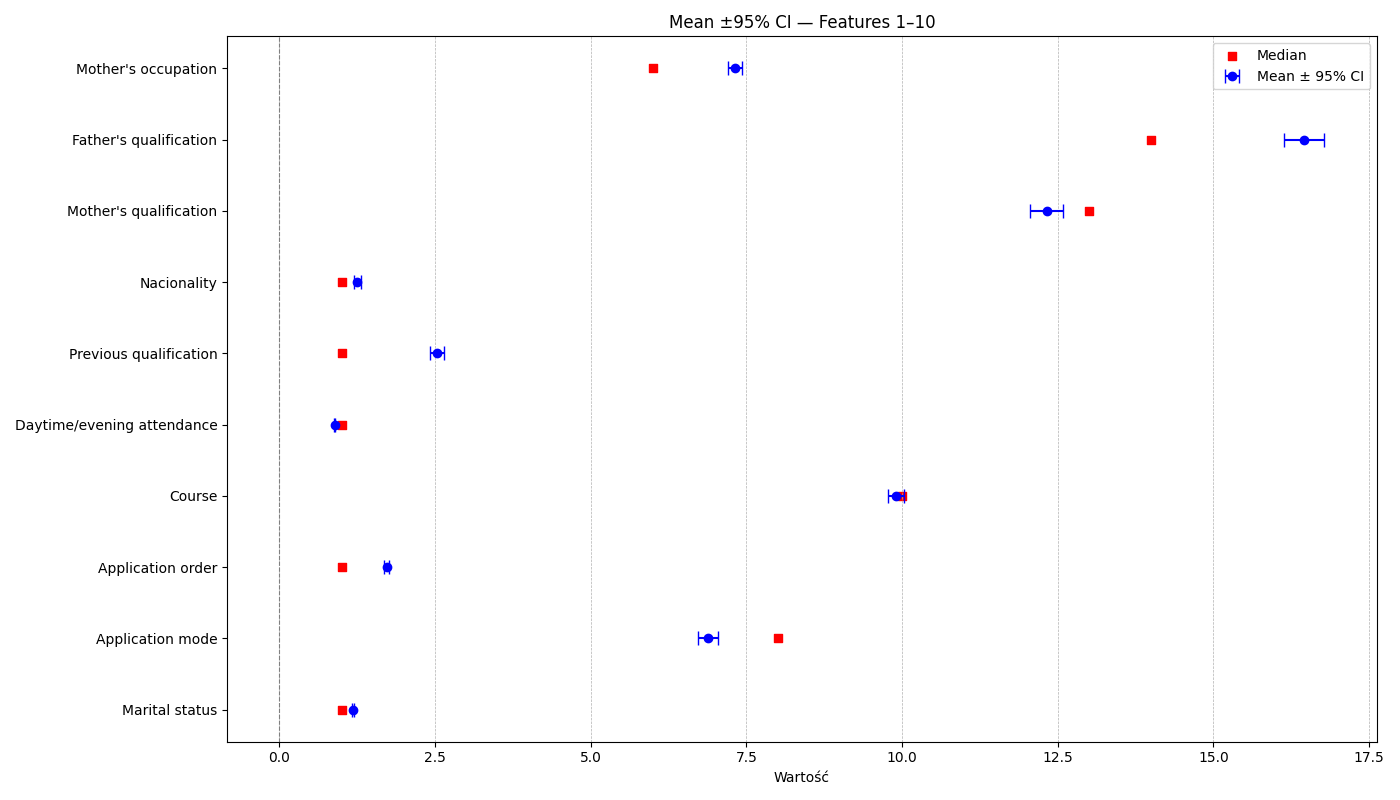 Mean ±95% CI — Features 1–10
Median
Mean ± 95% CI
Mother's occupation
Father's qualification
Mother's qualification
Nacionality
Previous qualification
Daytime/evening attendance
Course
Application order
Application mode
Marital status
0.0 2.5 5.0 7.5 10.0 12.5 15.0 17.5
Wartość